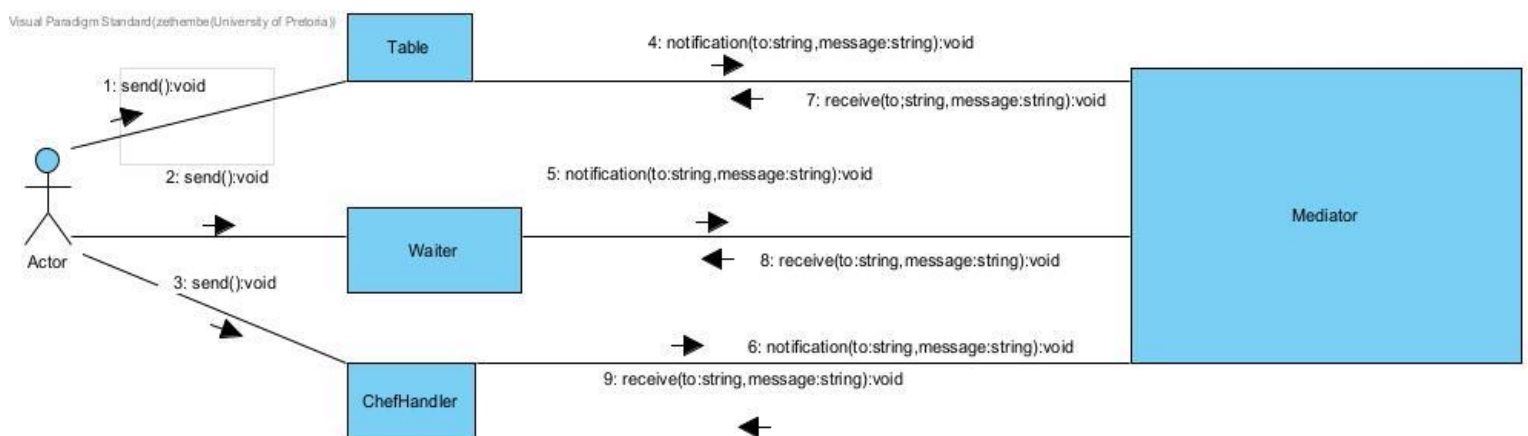 Visual Paradigm Standard(zethembe(University of Pretoria))
Table
4: notification(to:string,message:string):void
1: send():void
7: receive(to;string,message:string):void
2: send():void
5: notification(to:string,message:string):void
Mediator
Waiter
Actor
8: receive(to:string,message:string):void
3: send():void
6: notification(to:string,message:string):void
9: receive(to:string,message:string):void
ChefHandler